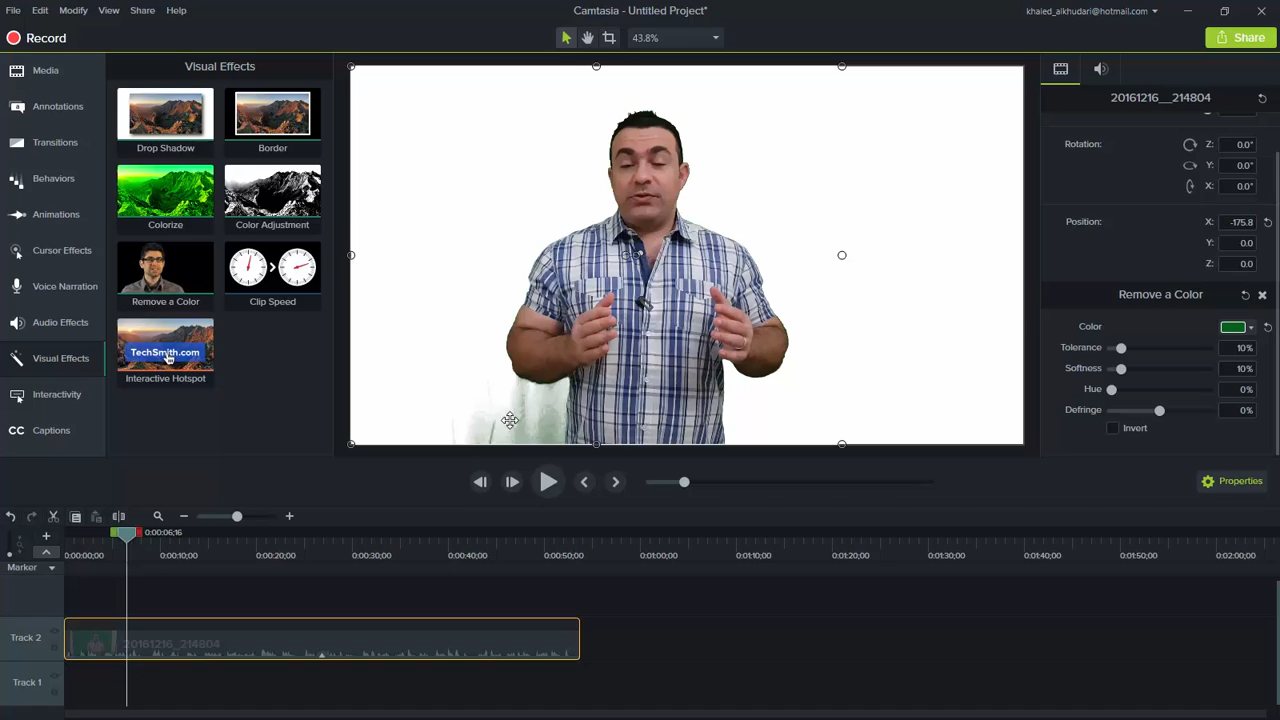 File Edit Modify View Share Help
Camtasia - Untitled Project*
khaled_alkhudari@hotmail.com
Record
43.8%
Share
Media
Annotations
Transitions
Behaviors
Animations
Cursor Effects
Voice Narration
Audio Effects
Visual Effects
Interactivity
CC Captions
Visual Effects
Drop Shadow
Border
Colorize
Color Adjustment
Remove a Color
Clip Speed
TechSmith.com
Interactive Hotspot
20161216__214804
Rotation: Z: 0.0°
Y: 0.0°
X: 0.0°
Position: X: -175.8
Y: 0.0
Z: 0.0
Remove a Color
Color
Tolerance 10%
Softness 10%
Hue 0%
Defringe 0%
Invert
Properties
0:00:06;16
0:00:00;00 0:00:10;00 0:00:20;00 0:00:30;00 0:00:40;00 0:00:50;00 0:01:00;00 0:01:10;00 0:01:20;00 0:01:30;00 0:01:40;00 0:01:50;00 0:02:00;00
Marker
Track 2
20161216_214804
Track 1